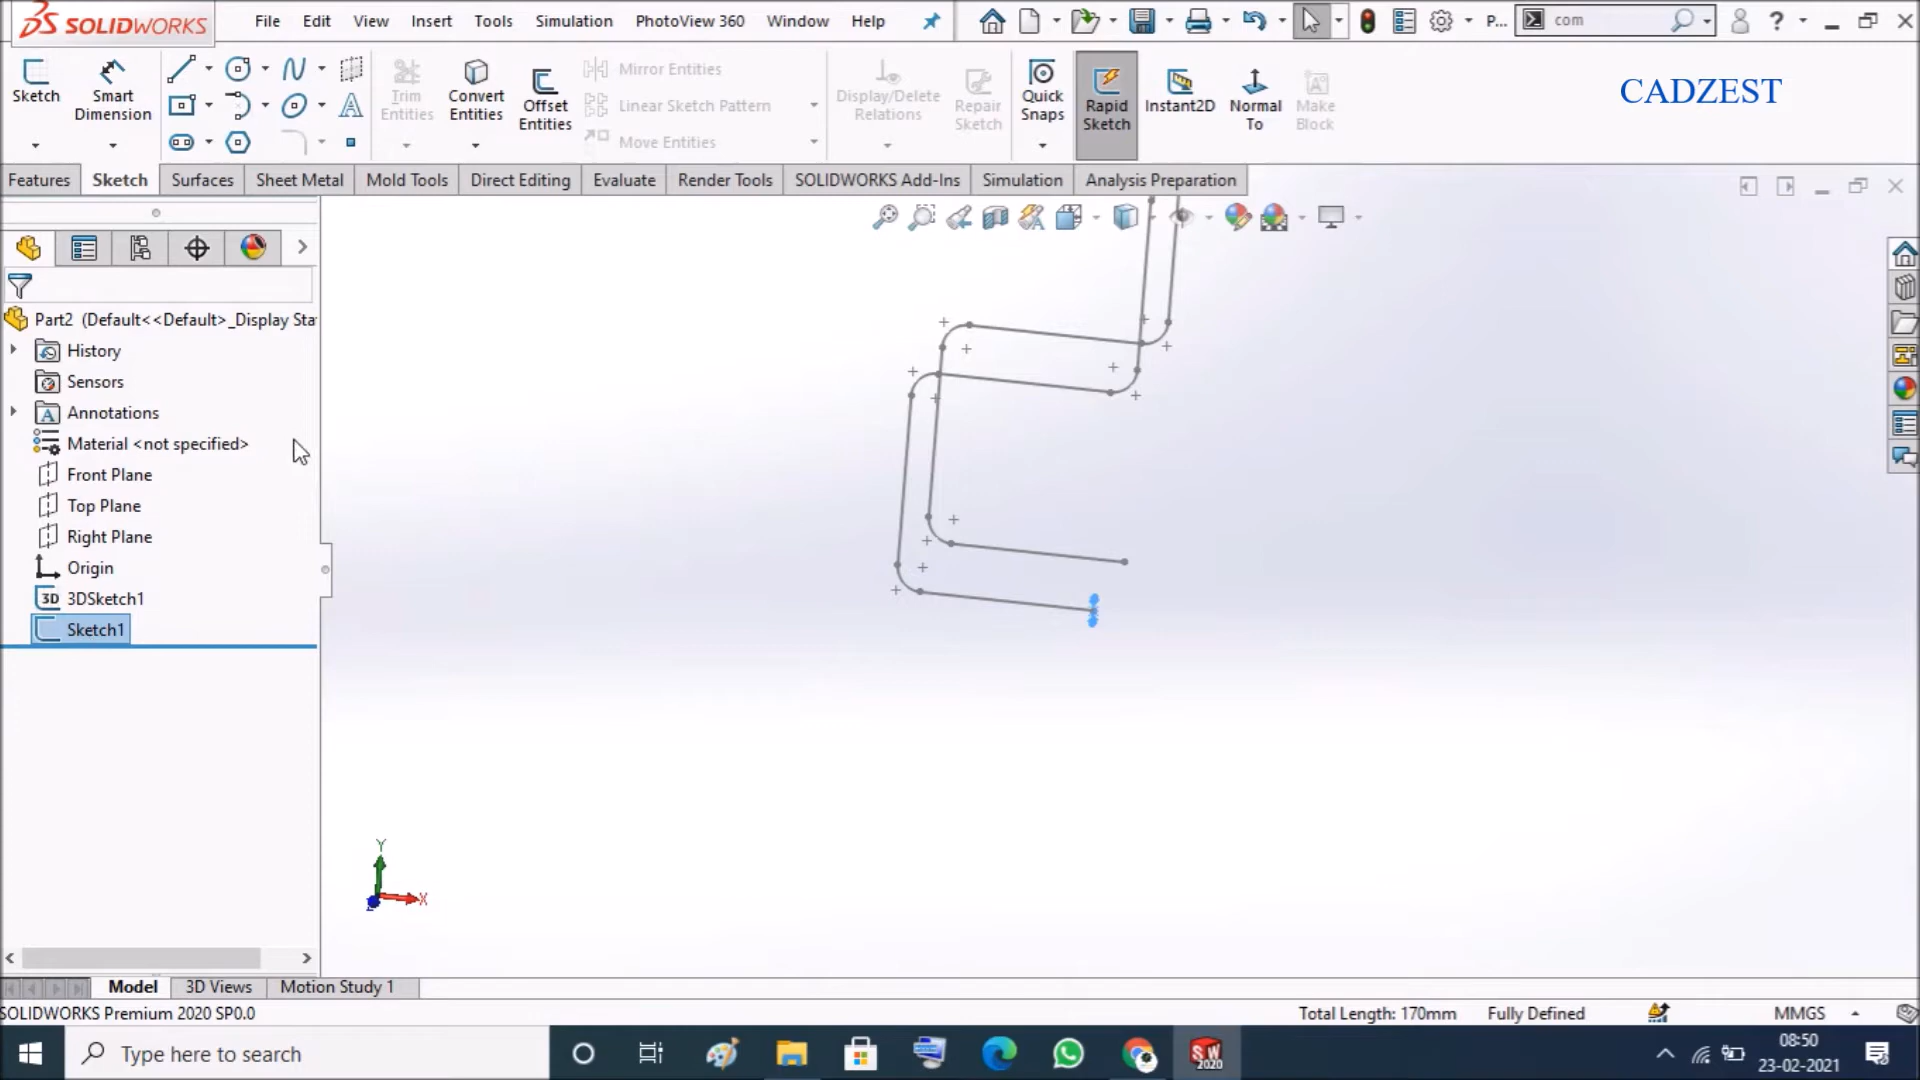 SOLIDWORKS File Edit View Insert Tools Simulation PhotoView 360 Window Help P... com
CADZEST
Sketch Smart Dimension Trim Entities Convert Entities Offset Entities Mirror Entities Linear Sketch Pattern Move Entities Display/Delete Relations Repair Sketch Quick Snaps Rapid Sketch Instant2D Normal To Make Block
Features Sketch Surfaces Sheet Metal Mold Tools Direct Editing Evaluate Render Tools SOLIDWORKS Add-Ins Simulation Analysis Preparation
Part2 (Default<<Default>_Display Sta
History
Sensors
Annotations
Material <not specified>
Front Plane
Top Plane
Right Plane
Origin
3D 3DSketch1
Sketch1
Y
X
Z
Model 3D Views Motion Study 1
SOLIDWORKS Premium 2020 SP0.0 Total Length: 170mm Fully Defined MMGS
Type here to search
SW 2020
08:50
23-02-2021